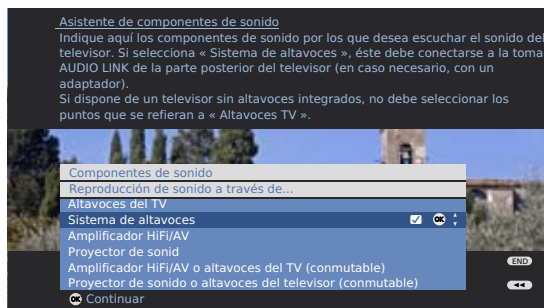 Asistente de componentes de sonido
Indique aquí los componentes de sonido por los que desea escuchar el sonido del
televisor. Si selecciona « Sistema de altavoces », éste debe conectarse a la toma
AUDIO LINK de la parte posterior del televisor (en caso necesario, con un
adaptador).
Si dispone de un televisor sin altavoces integrados, no debe seleccionar los
puntos que se refieran a « Altavoces TV ».
Componentes de sonido
Reproducción de sonido a través de...
Altavoces del TV
Sistema de altavoces OK
Amplificador HiFi/AV
Proyector de sonid
Amplificador HiFi/AV o altavoces del TV (conmutable)
Proyector de sonido o altavoces del televisor (conmutable)
END
OK Continuar